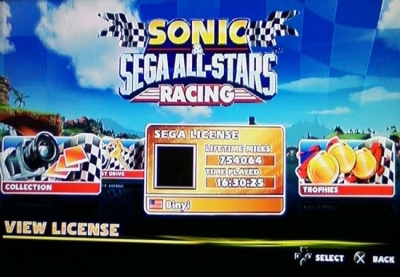 SONIC
&
SEGA ALL-STARS
RACING
SEGA LICENSE
LIFETIME MILES
754064
TIME PLAYED
16:30:25
Binyi
COLLECTION
T DRIVE
TROPHIES
VIEW LICENSE
SELECT
BACK